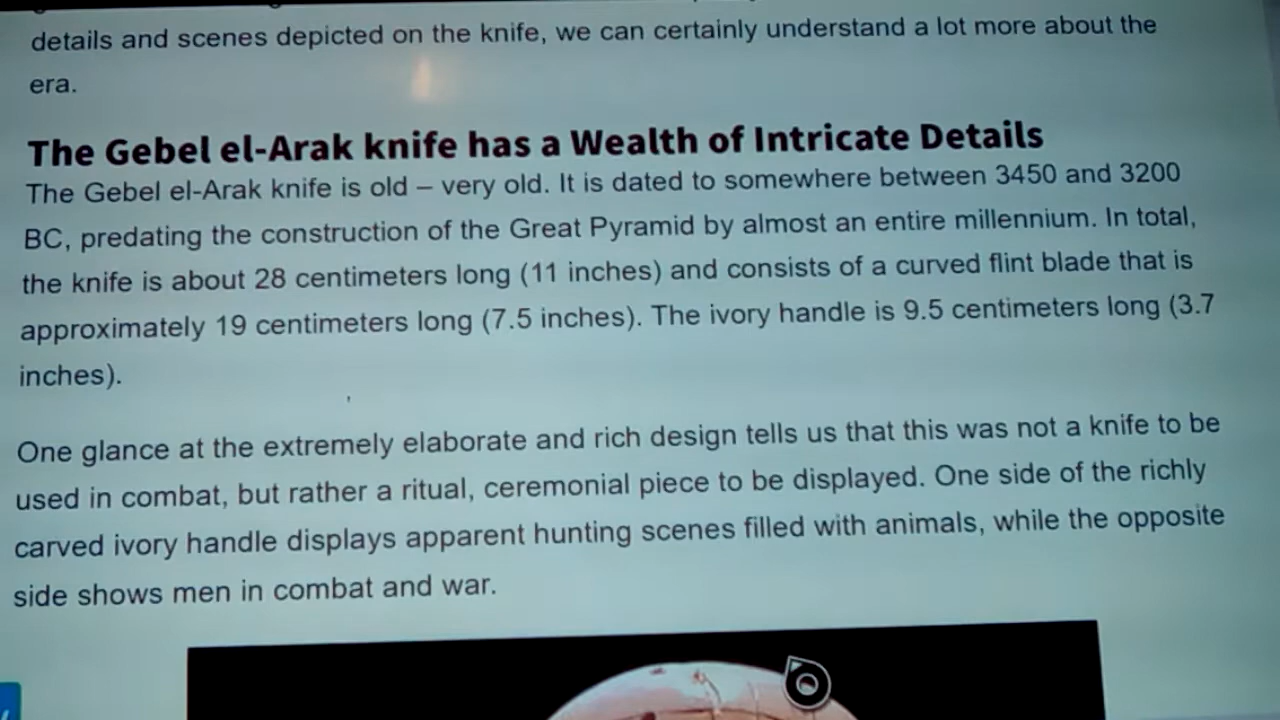 details and scenes depicted on the knife, we can certainly understand a lot more about the
era.
The Gebel el-Arak knife has a Wealth of Intricate Details
The Gebel el-Arak knife is old – very old. It is dated to somewhere between 3450 and 3200
BC, predating the construction of the Great Pyramid by almost an entire millennium. In total,
the knife is about 28 centimeters long (11 inches) and consists of a curved flint blade that is
approximately 19 centimeters long (7.5 inches). The ivory handle is 9.5 centimeters long (3.7
inches).
One glance at the extremely elaborate and rich design tells us that this was not a knife to be
used in combat, but rather a ritual, ceremonial piece to be displayed. One side of the richly
carved ivory handle displays apparent hunting scenes filled with animals, while the opposite
side shows men in combat and war.